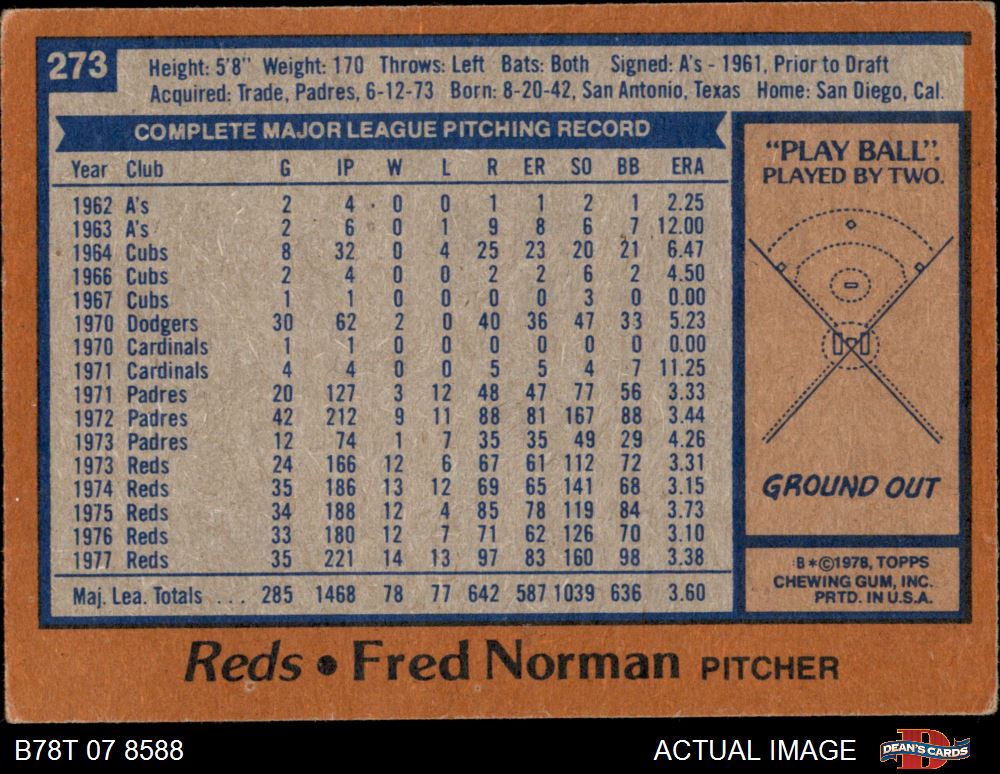 273
Height: 5'8" Weight: 170 Throws: Left Bats: Both Signed: A's - 1961, Prior to Draft
Acquired: Trade, Padres, 6-12-73 Born: 8-20-42, San Antonio, Texas Home: San Diego, Cal.
COMPLETE MAJOR LEAGUE PITCHING RECORD
Year Club G IP W L R ER SO BB ERA
1962 A's 2 4 0 0 1 1 2 1 2.25
1963 A's 2 6 0 1 9 8 6 7 12.00
1964 Cubs 8 32 0 4 25 23 20 21 6.47
1966 Cubs 2 4 0 0 2 2 6 2 4.50
1967 Cubs 1 1 0 0 0 0 3 0 0.00
1970 Dodgers 30 62 2 0 40 36 47 33 5.23
1970 Cardinals 1 1 0 0 0 0 0 0 0.00
1971 Cardinals 4 4 0 0 5 5 4 7 11.25
1971 Padres 20 127 3 12 48 47 77 56 3.33
1972 Padres 42 212 9 11 88 81 167 88 3.44
1973 Padres 12 74 1 7 35 35 49 29 4.26
1973 Reds 24 166 12 6 67 61 112 72 3.31
1974 Reds 35 186 13 12 69 65 141 68 3.15
1975 Reds 34 188 12 4 85 78 119 84 3.73
1976 Reds 33 180 12 7 71 62 126 70 3.10
1977 Reds 35 221 14 13 97 83 160 98 3.38
Maj. Lea. Totals ... 285 1468 78 77 642 587 1039 636 3.60
"PLAY BALL".
PLAYED BY TWO.
GROUND OUT
B*©1978, TOPPS
CHEWING GUM, INC.
PRTD. IN U.S.A.
Reds • Fred Norman PITCHER
B78T 07 8588
ACTUAL IMAGE
DEAN'S CARDS